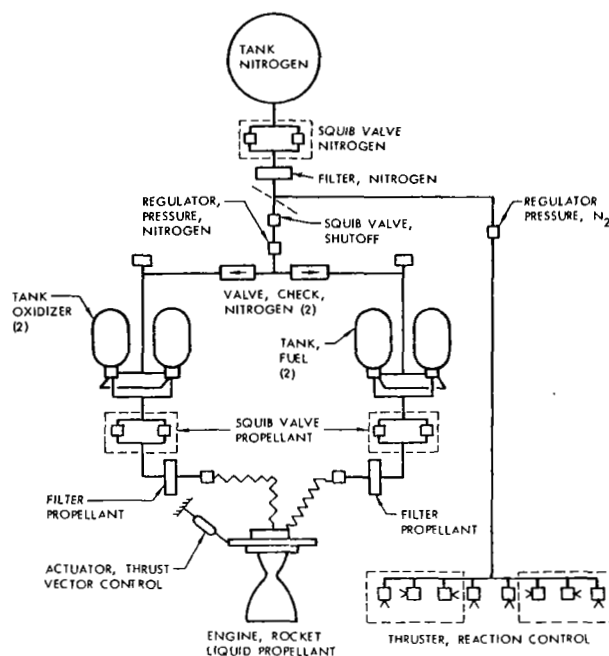 TANK
NITROGEN
SQUIB VALVE
NITROGEN
FILTER, NITROGEN
REGULATOR,
PRESSURE,
NITROGEN
SQUIB VALVE,
SHUTOFF
REGULATOR
PRESSURE, N2
VALVE, CHECK,
NITROGEN (2)
TANK
OXIDIZER
(2)
TANK,
FUEL
(2)
SQUIB VALVE
PROPELLANT
FILTER
PROPELLANT
FILTER
PROPELLANT
ACTUATOR, THRUST
VECTOR CONTROL
ENGINE, ROCKET
LIQUID PROPELLANT
THRUSTER, REACTION CONTROL